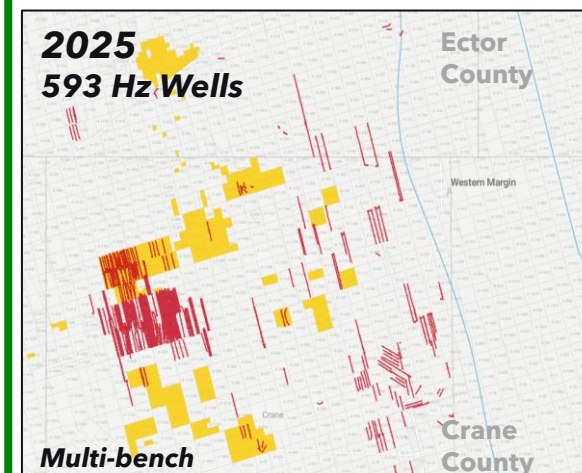 2025
593 Hz Wells
Ector
County
Western Margin
Crane
Crane
County
Multi-bench